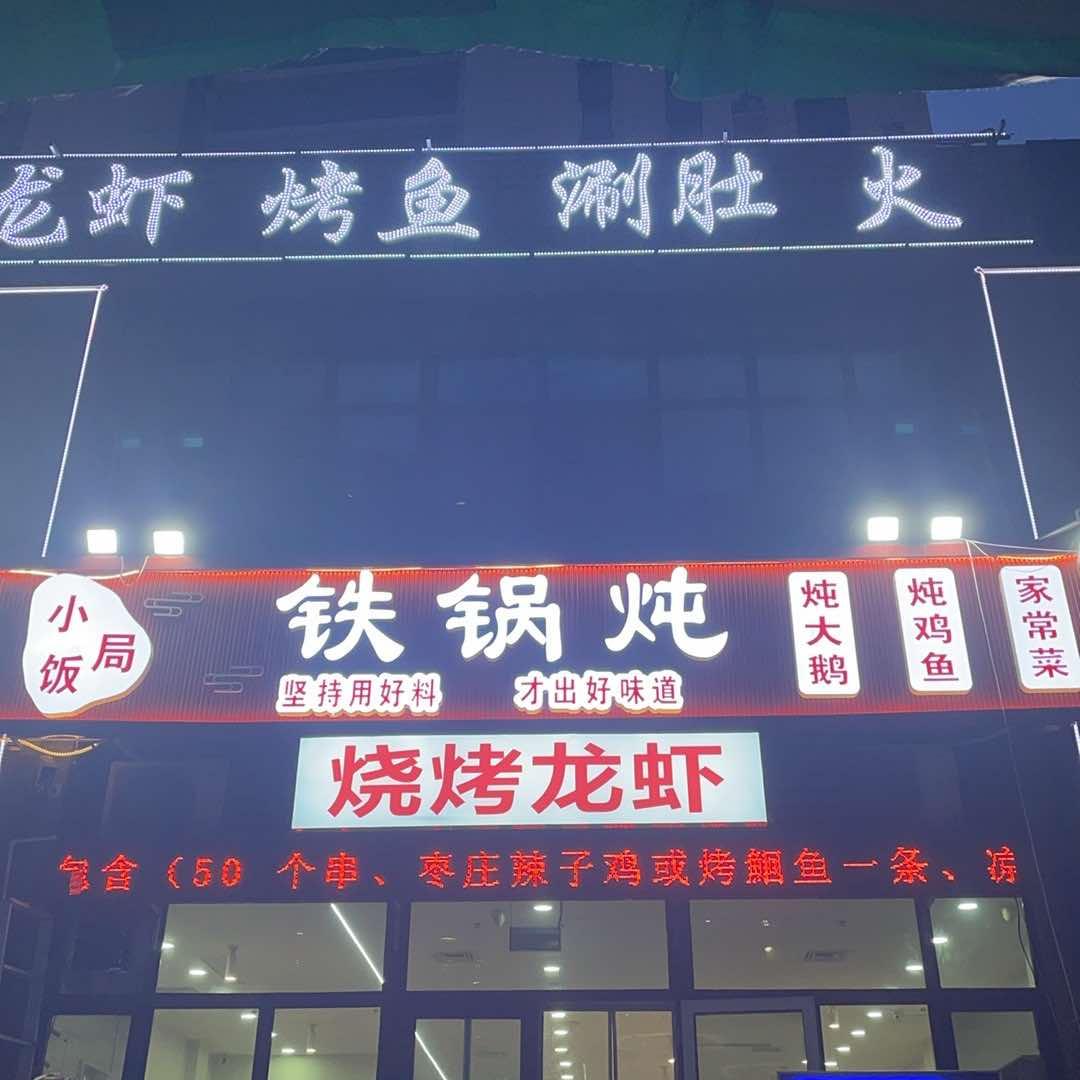 龙虾 烤鱼 涮肚 火
小饭局
铁锅炖
坚持用好料 才出好味道
炖大鹅
炖鸡鱼
家常菜
烧烤龙虾
包含（50 个串、枣庄辣子鸡或烤鮰鱼一条、凉